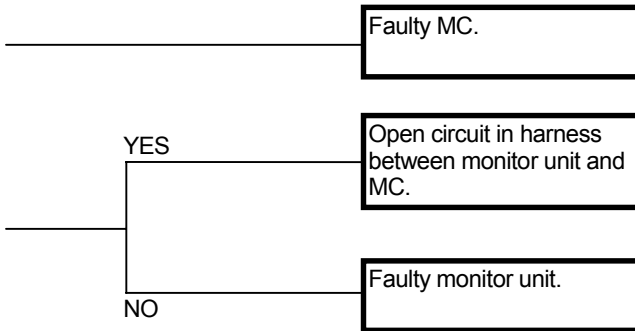 Faulty MC.
YES
Open circuit in harness
between monitor unit and
MC.
Faulty monitor unit.
NO